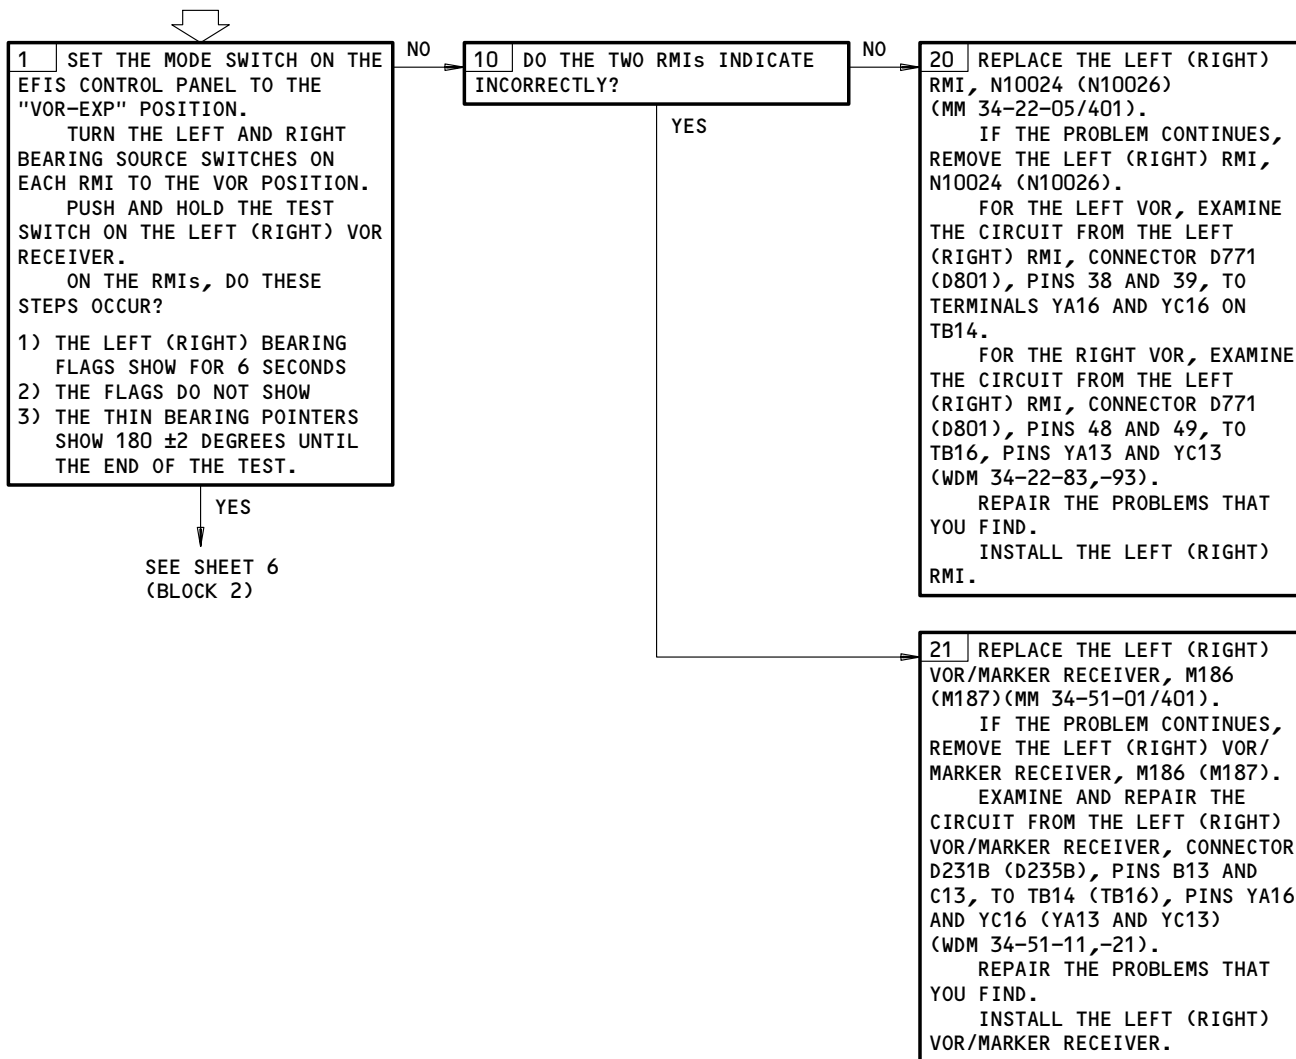 1 SET THE MODE SWITCH ON THE
EFIS CONTROL PANEL TO THE
"VOR-EXP" POSITION.
TURN THE LEFT AND RIGHT
BEARING SOURCE SWITCHES ON
EACH RMI TO THE VOR POSITION.
PUSH AND HOLD THE TEST
SWITCH ON THE LEFT (RIGHT) VOR
RECEIVER.
ON THE RMIs, DO THESE
STEPS OCCUR?
1) THE LEFT (RIGHT) BEARING
FLAGS SHOW FOR 6 SECONDS
2) THE FLAGS DO NOT SHOW
3) THE THIN BEARING POINTERS
SHOW 180 ±2 DEGREES UNTIL
THE END OF THE TEST.
YES
SEE SHEET 6
(BLOCK 2)
NO
10 DO THE TWO RMIs INDICATE
INCORRECTLY?
YES
NO
20 REPLACE THE LEFT (RIGHT)
RMI, N10024 (N10026)
(MM 34-22-05/401).
IF THE PROBLEM CONTINUES,
REMOVE THE LEFT (RIGHT) RMI,
N10024 (N10026).
FOR THE LEFT VOR, EXAMINE
THE CIRCUIT FROM THE LEFT
(RIGHT) RMI, CONNECTOR D771
(D801), PINS 38 AND 39, TO
TERMINALS YA16 AND YC16 ON
TB14.
FOR THE RIGHT VOR, EXAMINE
THE CIRCUIT FROM THE LEFT
(RIGHT) RMI, CONNECTOR D771
(D801), PINS 48 AND 49, TO
TB16, PINS YA13 AND YC13
(WDM 34-22-83,-93).
REPAIR THE PROBLEMS THAT
YOU FIND.
INSTALL THE LEFT (RIGHT)
RMI.
21 REPLACE THE LEFT (RIGHT)
VOR/MARKER RECEIVER, M186
(M187)(MM 34-51-01/401).
IF THE PROBLEM CONTINUES,
REMOVE THE LEFT (RIGHT) VOR/
MARKER RECEIVER, M186 (M187).
EXAMINE AND REPAIR THE
CIRCUIT FROM THE LEFT (RIGHT)
VOR/MARKER RECEIVER, CONNECTOR
D231B (D235B), PINS B13 AND
C13, TO TB14 (TB16), PINS YA16
AND YC16 (YA13 AND YC13)
(WDM 34-51-11,-21).
REPAIR THE PROBLEMS THAT
YOU FIND.
INSTALL THE LEFT (RIGHT)
VOR/MARKER RECEIVER.